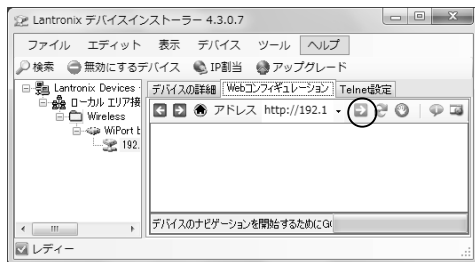 Lantronix デバイスインストーラー 4.3.0.7
ファイル エディット 表示 デバイス ツール ヘルプ
検索 無効にするデバイス IP割当 アップグレード
Lantronix Devices
デバイスの詳細 Webコンフィギュレーション Telnet設定
ローカル エリア接
アドレス http://192.1
Wireless
WiPort
192.
デバイスのナビゲーションを開始するために
レディー